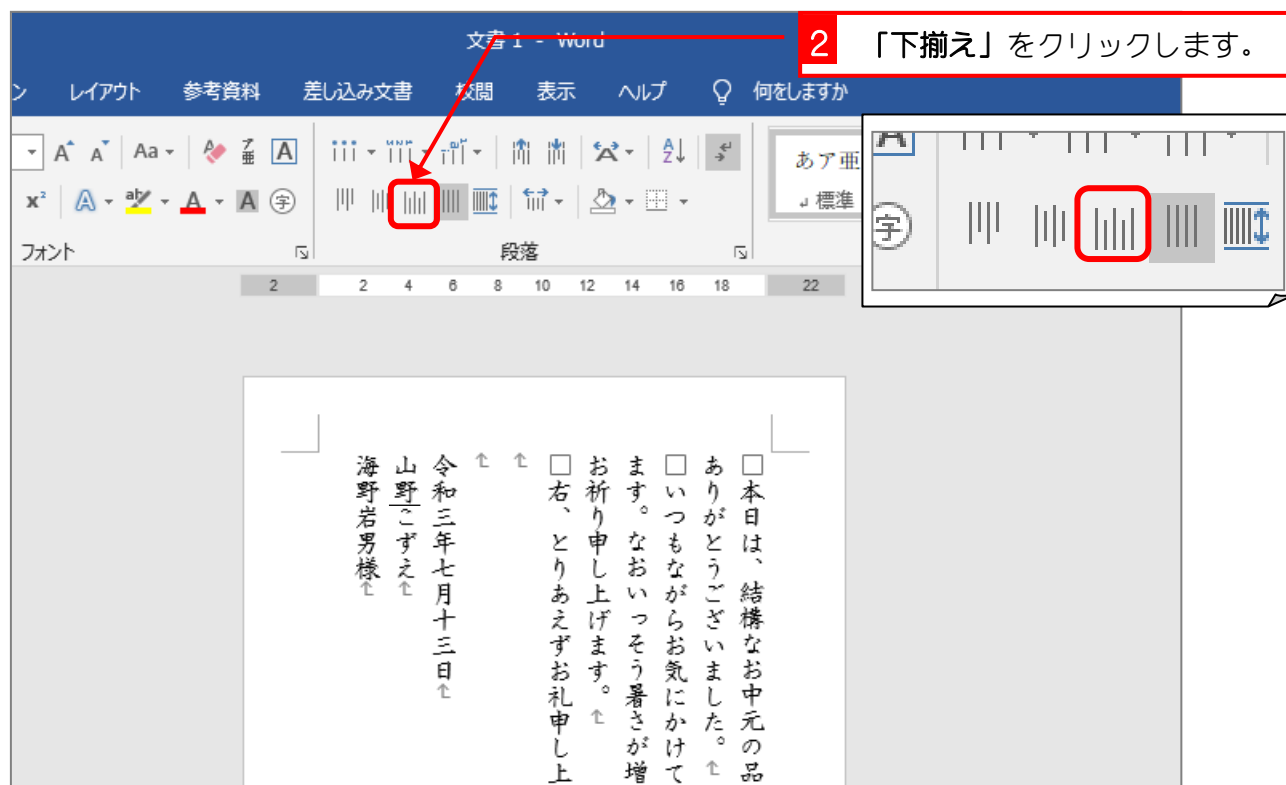 文書 1 - Word
2 「下揃え」をクリックします。
レイアウト 参考資料 差し込み文書 校閲 表示 ヘルプ 何をしますか
A A Aa ア亜 A A Z あア亜
x² A aby A A 字 標準
字
フォント 段落
2 2 4 6 8 10 12 14 16 18 22
□本日は、結構なお中元の品
ありがとうございました。
□いつもながらお気にかけて
ます。なおいっそう暑さが増
お祈り申し上げます。
□右、とりあえずお礼申し上
令和三年七月十三日
山野こずえ
海野岩男様